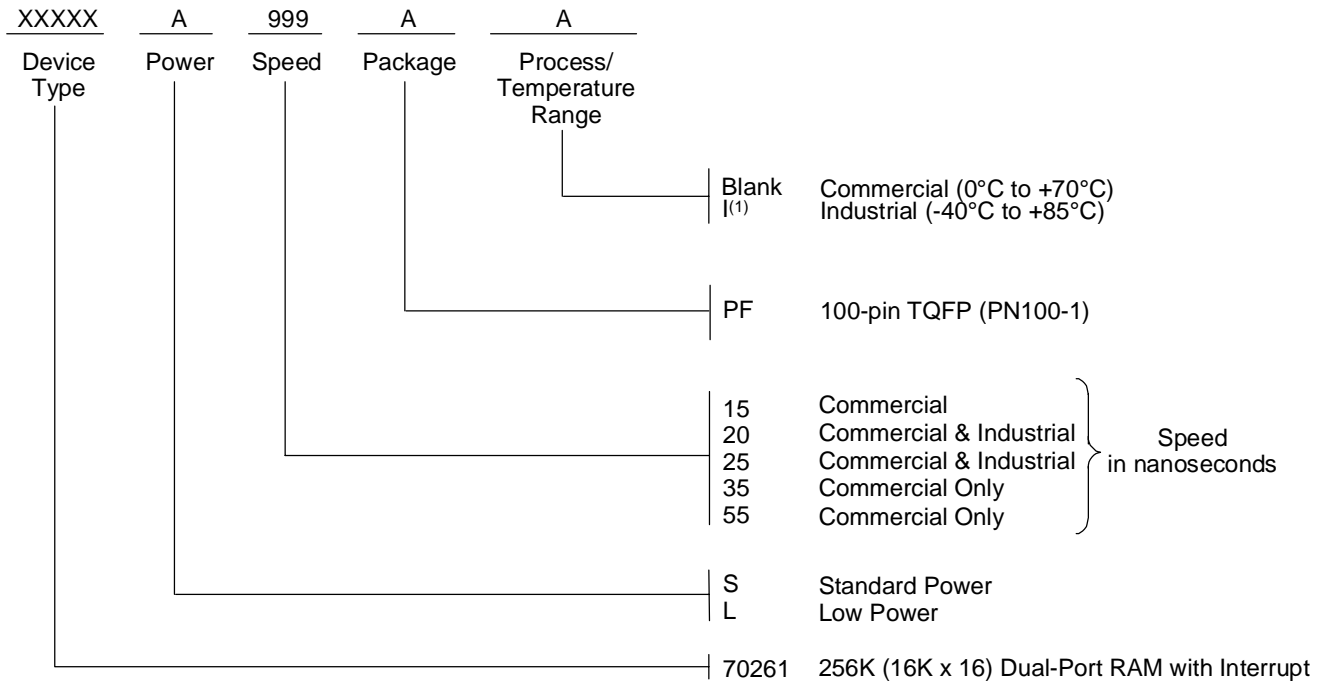 XXXXX A 999 A A
Device Type Power Speed Package Process/ Temperature Range
Blank Commercial (0°C to +70°C)
I(1) Industrial (-40°C to +85°C)
PF 100-pin TQFP (PN100-1)
15 Commercial
20 Commercial & Industrial
25 Commercial & Industrial
35 Commercial Only
55 Commercial Only
Speed
in nanoseconds
S Standard Power
L Low Power
70261 256K (16K x 16) Dual-Port RAM with Interrupt